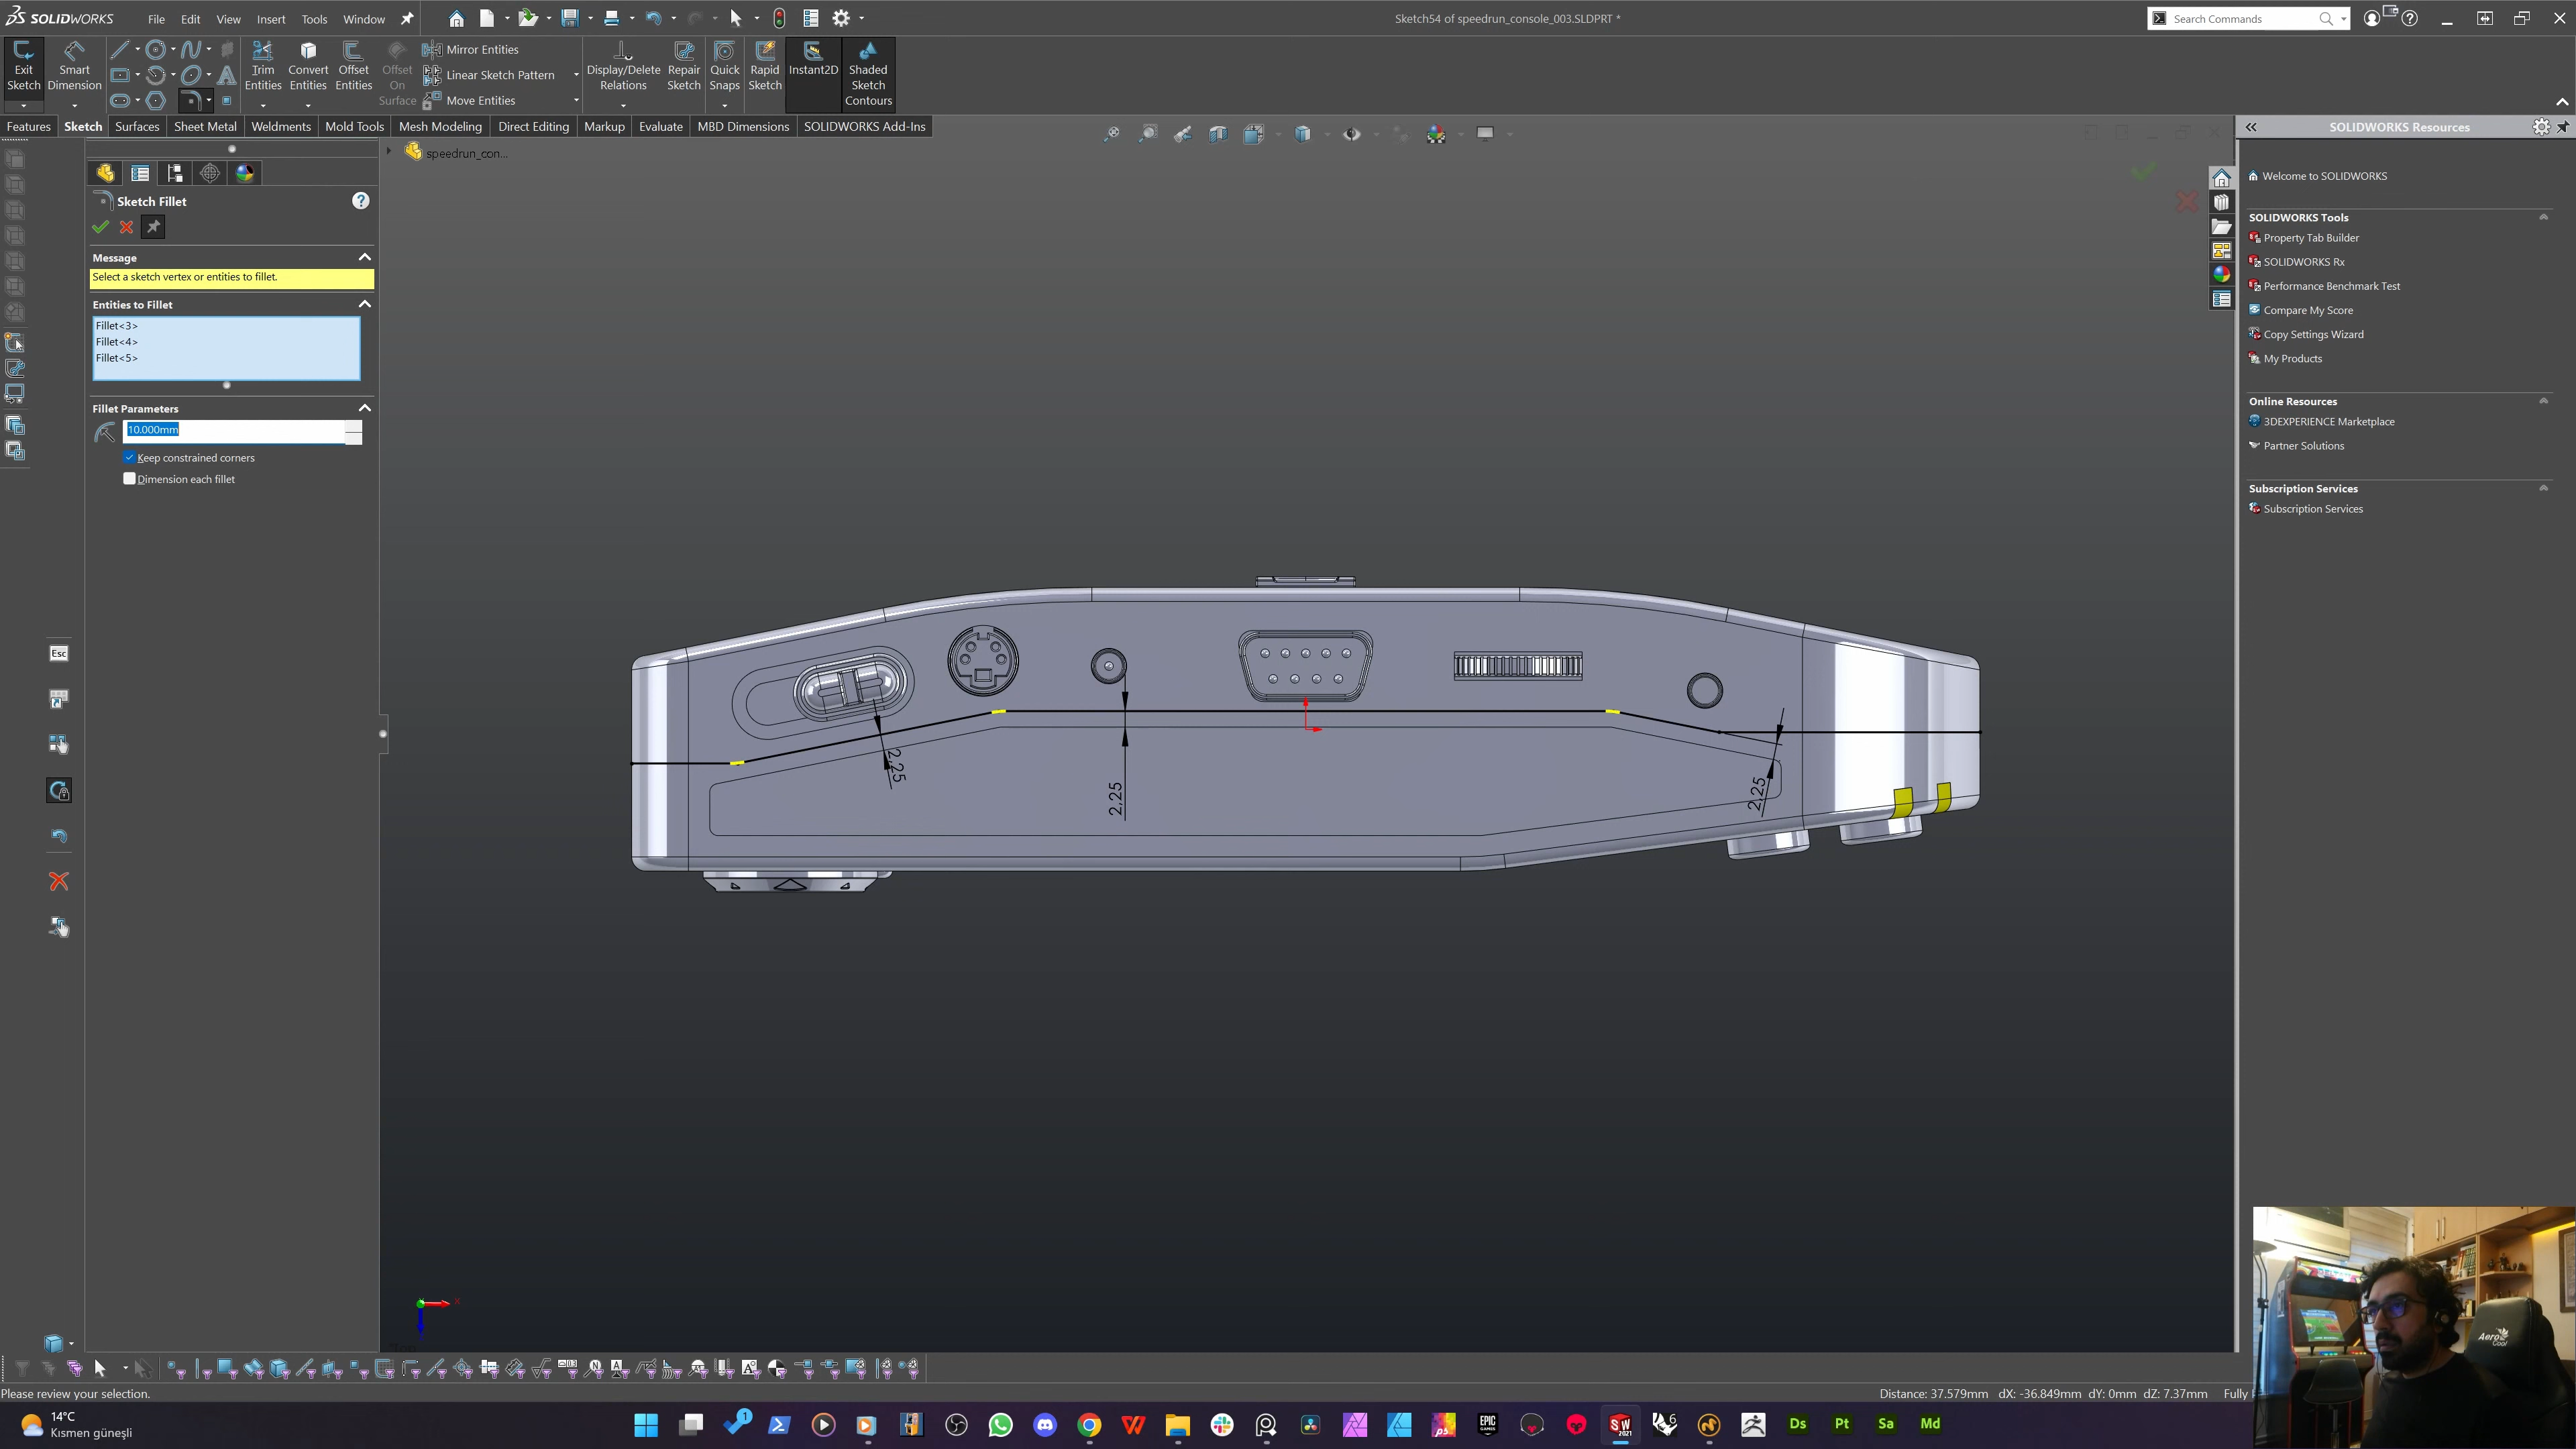 SOLIDWORKS
File Edit View Insert Tools Window
Sketch54 of speedrun_console_003.SLDPRT *
Search Commands
Exit Sketch
Smart Dimension
Trim Entities
Convert Entities
Offset Entities
Offset On Surface
Mirror Entities
Linear Sketch Pattern
Move Entities
Display/Delete Relations
Repair Sketch
Quick Snaps
Rapid Sketch
Instant2D
Shaded Sketch Contours
Features Sketch Surfaces Sheet Metal Weldments Mold Tools Mesh Modeling Direct Editing Markup Evaluate MBD Dimensions SOLIDWORKS Add-Ins
speedrun_con...
Sketch Fillet
Message
Select a sketch vertex or entities to fillet.
Entities to Fillet
Fillet<3>
Fillet<4>
Fillet<5>
Fillet Parameters
10.000mm
Keep constrained corners
Dimension each fillet
Esc
2,25
2,25
2,25
SOLIDWORKS Resources
Welcome to SOLIDWORKS
SOLIDWORKS Tools
Property Tab Builder
SOLIDWORKS Rx
Performance Benchmark Test
Compare My Score
Copy Settings Wizard
My Products
Online Resources
3DEXPERIENCE Marketplace
Partner Solutions
Subscription Services
Subscription Services
Please review your selection.
Distance: 37.579mm dX: -36.849mm dY: 0mm dZ: 7.37mm Fully
14°C
Kısmen güneşli
1
EPIC GAMES
SW 2021
6
Ds Pt Sa Md
Aero Cool